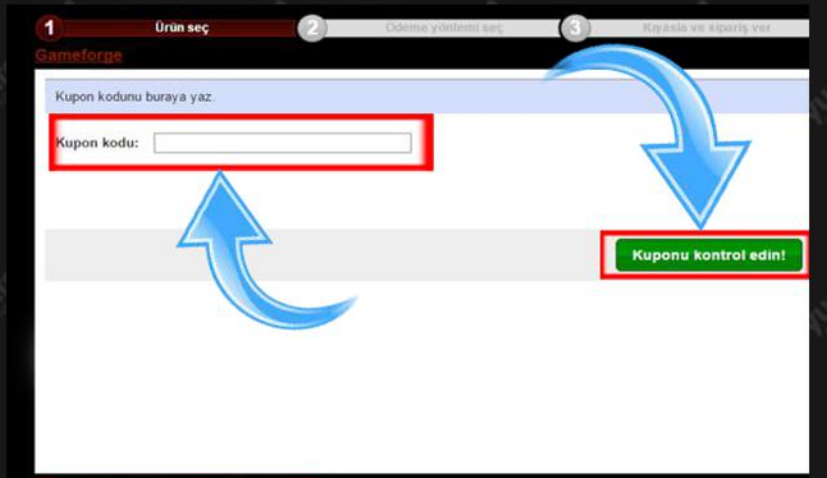 1 Ürün seç 2 Ödeme yöntemi seç 3 Kıyasla ve sipariş ver
Gameforge
Kupon kodunu buraya yaz.
Kupon kodu:
Kuponu kontrol edin!